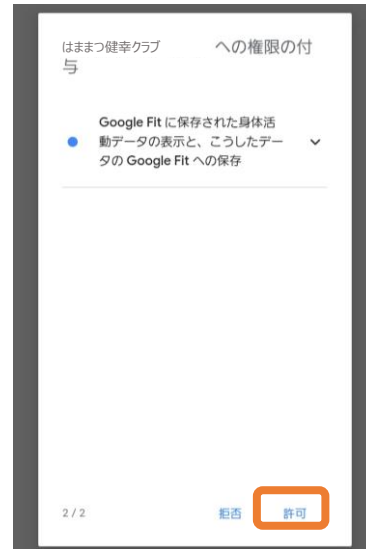 はままつ健幸クラブ への権限の付
与
Google Fit に保存された身体活
動データの表示と、こうしたデー
タの Google Fit への保存
2/2 拒否 許可